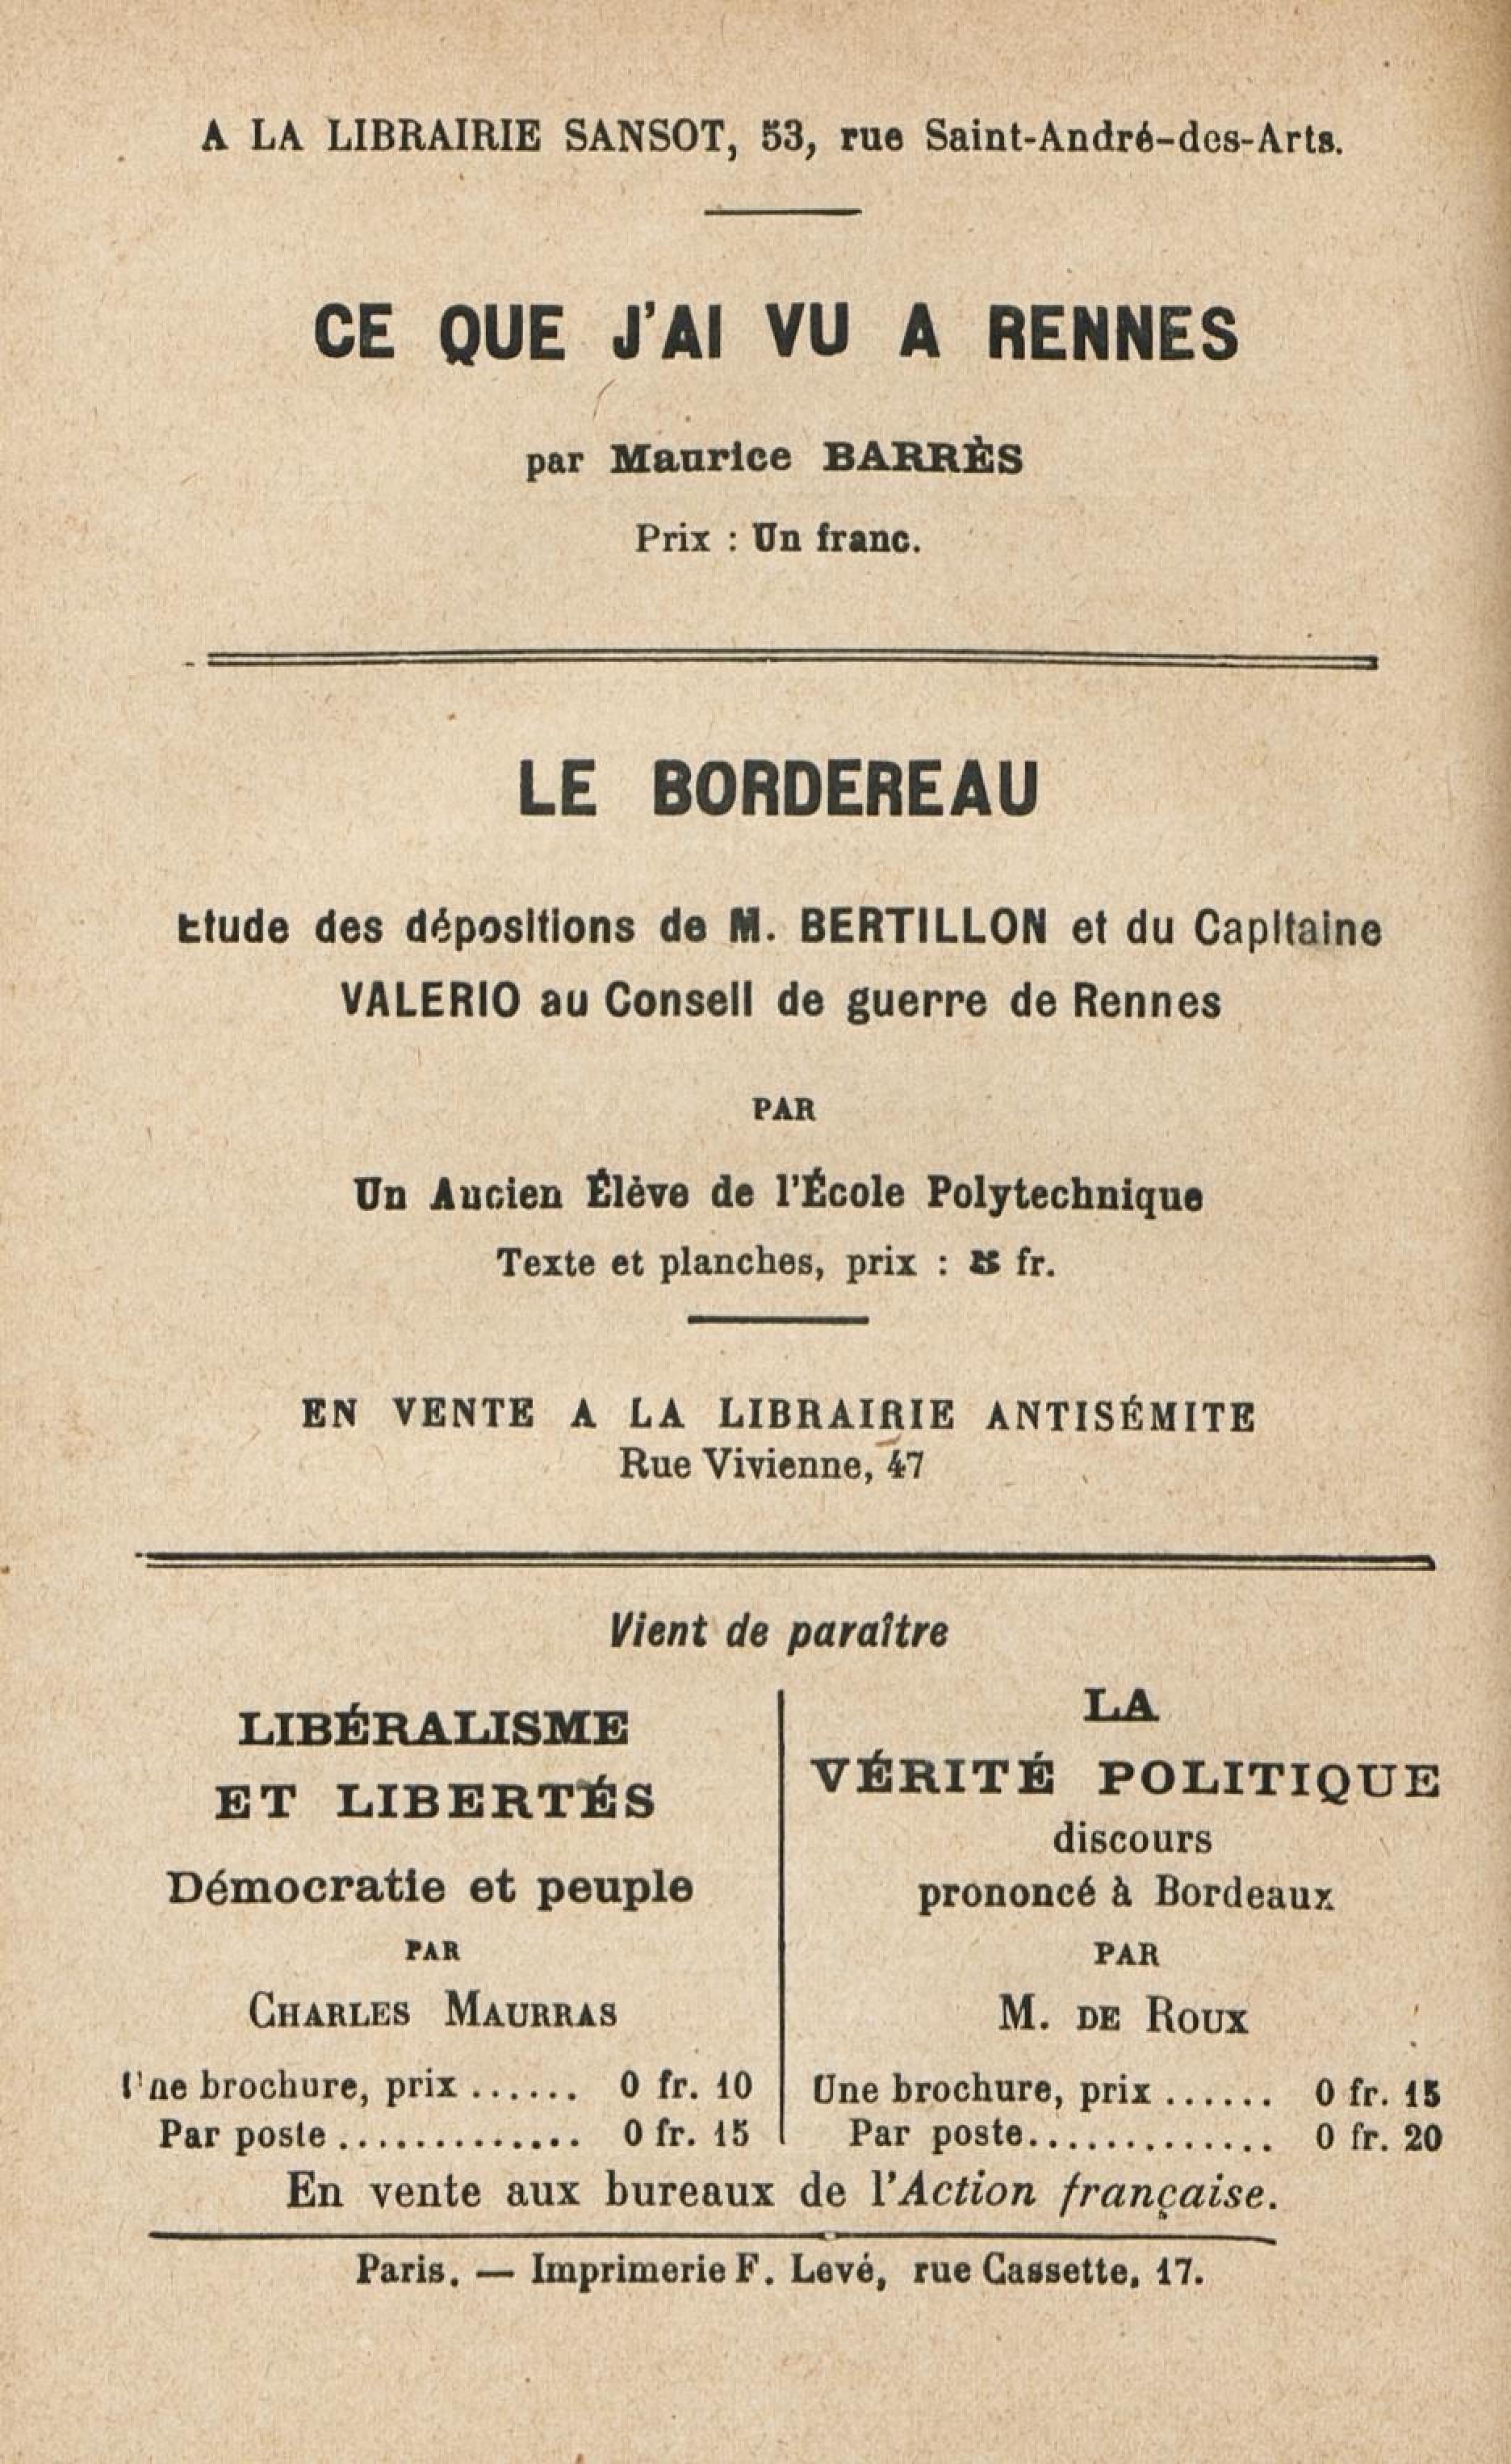 A LA LIBRAIRIE SANSOT, 53, rue Saint-André-des-Arts.
CE QUE J'AI VU A RENNES
par Maurice BARRÈS
Prix : Un franc.
LE BORDEREAU
Etude des dépositions de M. BERTILLON et du Capitaine
VALERIO au Conseil de guerre de Rennes
PAR
Un Aucien Élève de l'École Polytechnique
Texte et planches, prix : 5 fr.
EN VENTE A LA LIBRAIRIE ANTISÉMITE
Rue Vivienne, 47
Vient de paraître
LIBÉRALISME
ET LIBERTÉS
Démocratie et peuple
PAR
CHARLES MAURRAS
Une brochure, prix ...... 0 fr. 10
Par poste ............. 0 fr. 15
LA
VÉRITÉ POLITIQUE
discours
prononcé à Bordeaux
PAR
M. DE ROUX
Une brochure, prix ...... 0 fr. 15
Par poste............. 0 fr. 20
En vente aux bureaux de l'Action française.
Paris. — Imprimerie F. Levé, rue Cassette, 17.